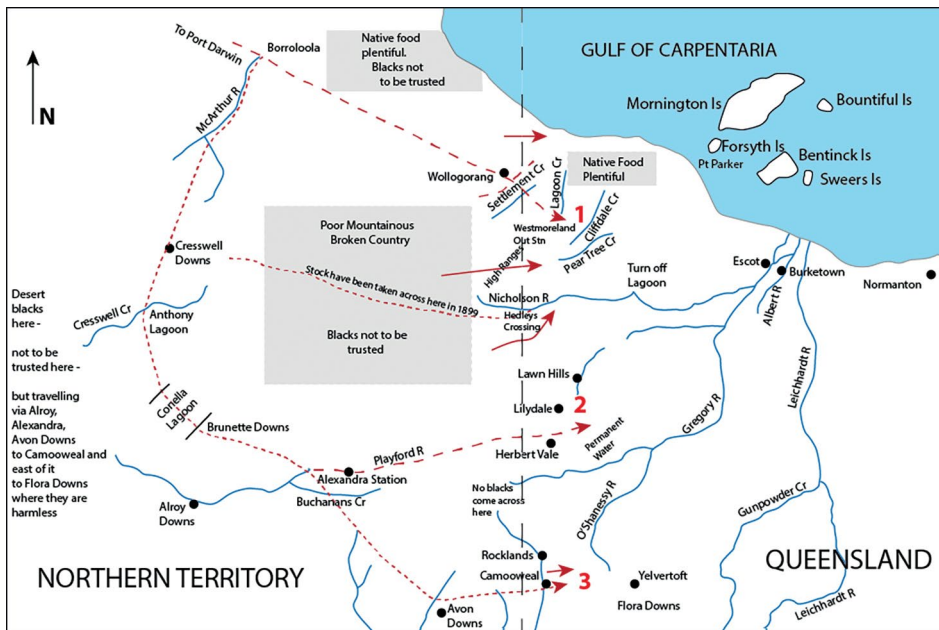 To Port Darwin
Borroloola
Native food
plentiful.
Blacks not
to be trusted
GULF OF CARPENTARIA
N
McArthur R
Mornington Is
Bountiful Is
Forsyth Is
Pt Parker
Bentinck Is
Sweers Is
Wollogorang
Settlement Cr
Lagoon Cr
Native Food
Plentiful
1
Cliffdale Cr
Westmoreland
Out Stn
Pear Tree Cr
High Ranges
Poor Mountainous
Broken Country
Cresswell
Downs
Stock have been taken across here in 1899
Blacks not to be
trusted
Nicholson R
Hedleys
Crossing
Turn off
Lagoon
Escot
Burketown
Albert R
Normanton
Leichhardt R
Desert
blacks
here -
not to be
trusted here -
but travelling
via Alroy,
Alexandra,
Avon Downs
to Camooweal and
east of it
to Flora Downs
where they are
harmless
Cresswell Cr
Anthony
Lagoon
Conella
Lagoon
Brunette Downs
Lawn Hills
Lilydale
2
Herbert Vale
Permanent
Water
Gregory R
Playford R
Alexandra Station
Buchanans Cr
Alroy
Downs
No blacks
come across
here
O'Shanessy R
Gunpowder Cr
Rocklands
Camooweal
3
Yelvertoft
Flora Downs
Avon
Downs
NORTHERN TERRITORY
QUEENSLAND
Leichhardt R